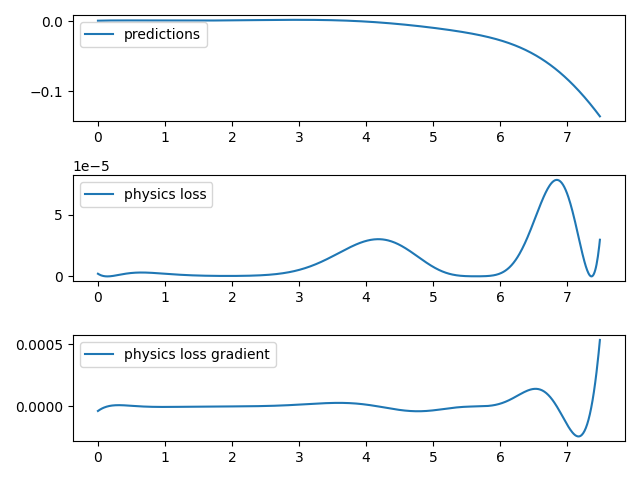 0.0
predictions
−0.1
0 1 2 3 4 5 6 7
1e−5
physics loss
5
0
0 1 2 3 4 5 6 7
0.0005
physics loss gradient
0.0000
0 1 2 3 4 5 6 7